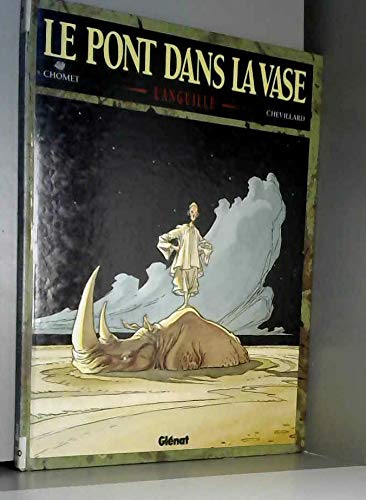 LE PONT DANS LA VASE
CHOMET
L'ANGUILLE
CHEVILLARD
Glénat